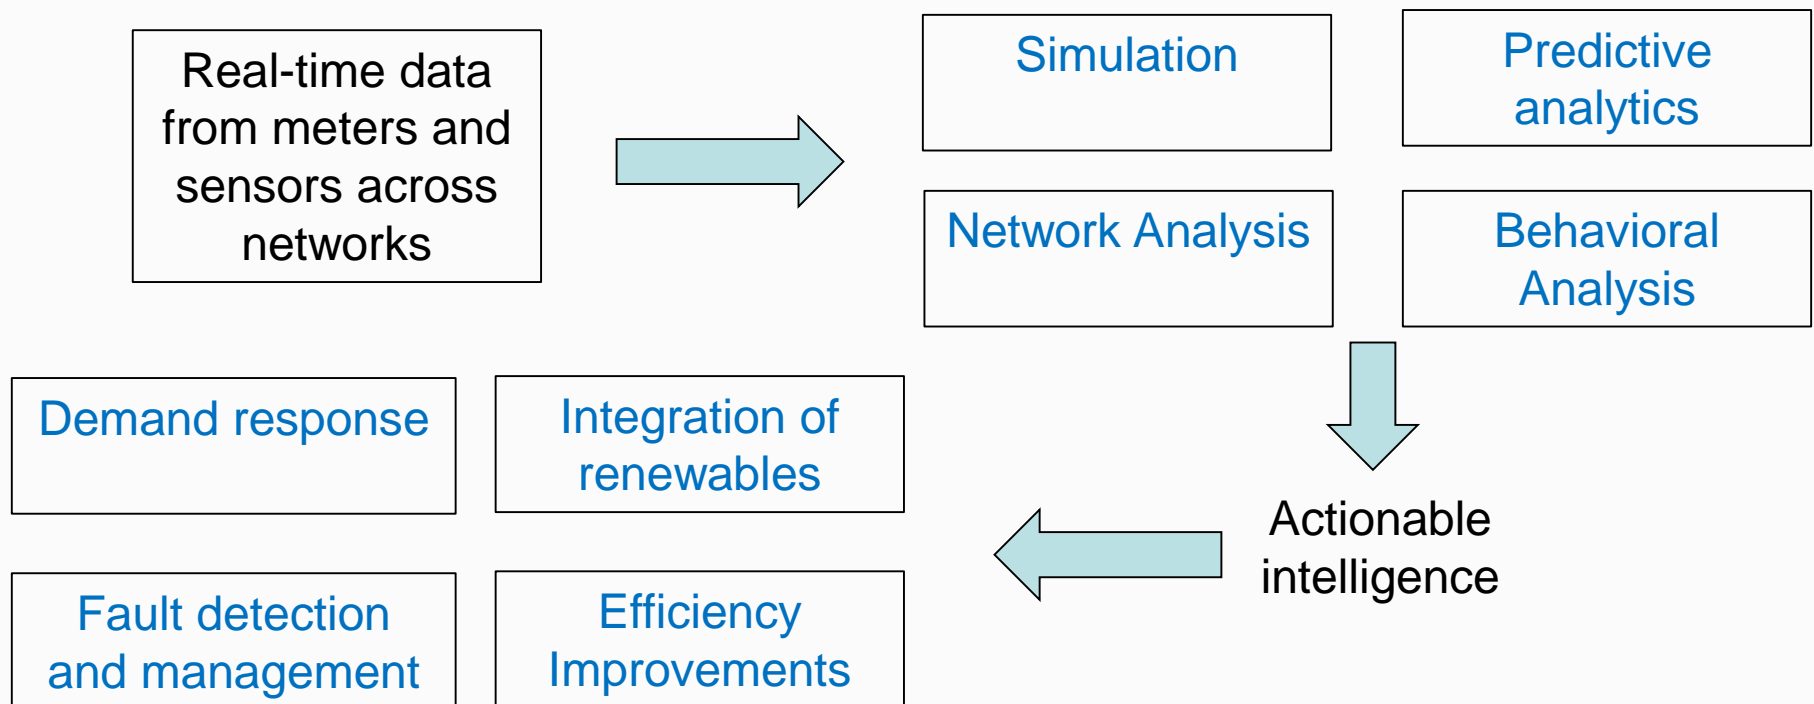 Real-time data
from meters and
sensors across
networks
Simulation
Predictive
analytics
Network Analysis
Behavioral
Analysis
Actionable
intelligence
Demand response
Integration of
renewables
Fault detection
and management
Efficiency
Improvements